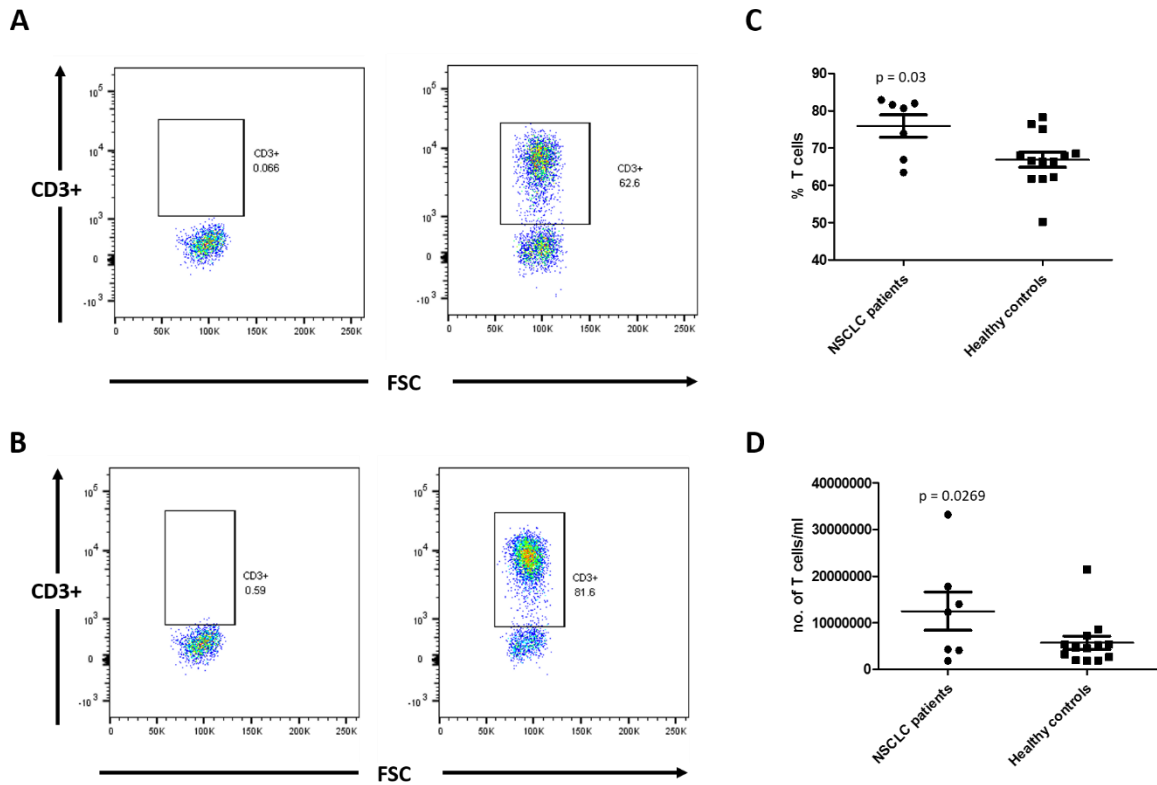 A
10^5
10^4
10^3
0
-10^3
CD3+
0.066
0 50K 100K 150K 200K 250K
10^5
10^4
10^3
0
-10^3
CD3+
62.6
0 50K 100K 150K 200K 250K
CD3+
FSC
B
10^5
10^4
10^3
0
-10^3
CD3+
0.59
0 50K 100K 150K 200K 250K
10^5
10^4
10^3
0
-10^3
CD3+
81.6
0 50K 100K 150K 200K 250K
CD3+
FSC
C
p = 0.03
% T cells
90
80
70
60
50
40
NSCLC patients
Healthy controls
D
p = 0.0269
no. of T cells/ml
40000000
30000000
20000000
10000000
0
NSCLC patients
Healthy controls